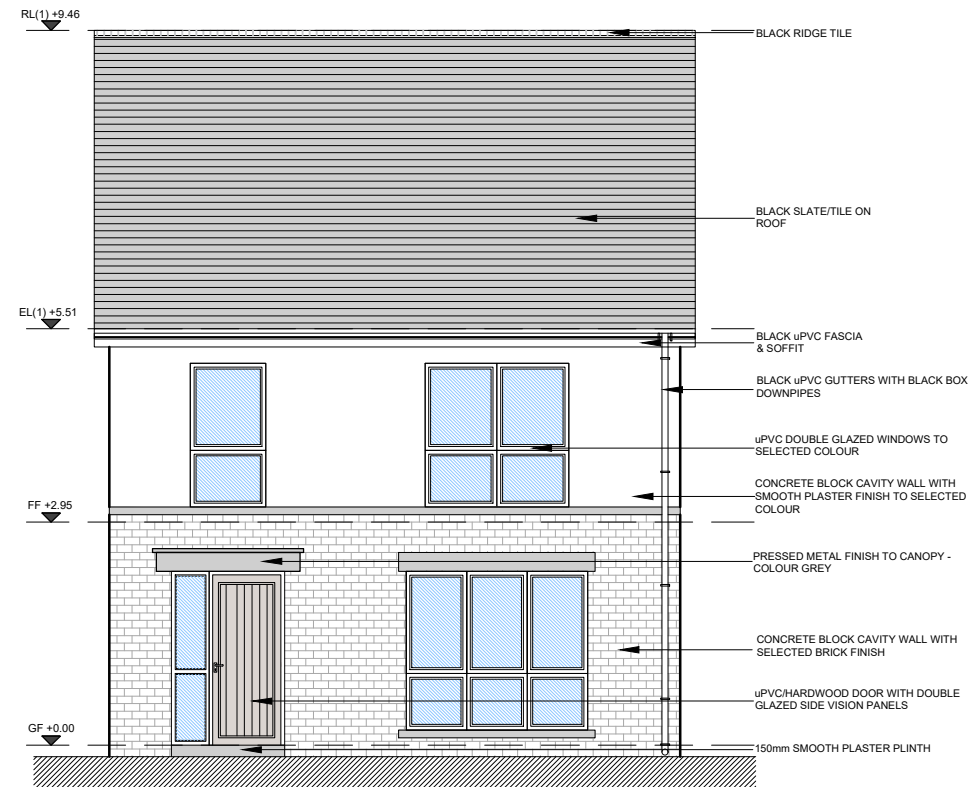 RL(1) +9.46
BLACK RIDGE TILE
BLACK SLATE/TILE ON
ROOF
EL(1) +5.51
BLACK uPVC FASCIA
& SOFFIT
BLACK uPVC GUTTERS WITH BLACK BOX
DOWNPIPES
uPVC DOUBLE GLAZED WINDOWS TO
SELECTED COLOUR
CONCRETE BLOCK CAVITY WALL WITH
SMOOTH PLASTER FINISH TO SELECTED
COLOUR
FF +2.95
PRESSED METAL FINISH TO CANOPY -
COLOUR GREY
CONCRETE BLOCK CAVITY WALL WITH
SELECTED BRICK FINISH
uPVC/HARDWOOD DOOR WITH DOUBLE
GLAZED SIDE VISION PANELS
GF +0.00
150mm SMOOTH PLASTER PLINTH